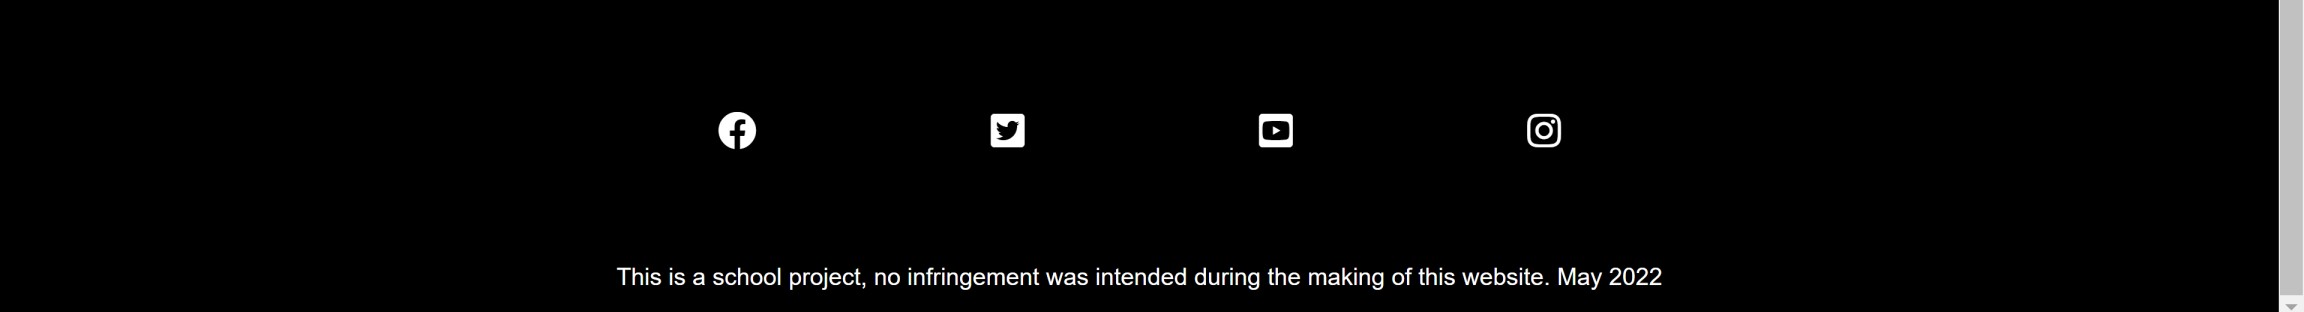 This is a school project, no infringement was intended during the making of this website. May 2022